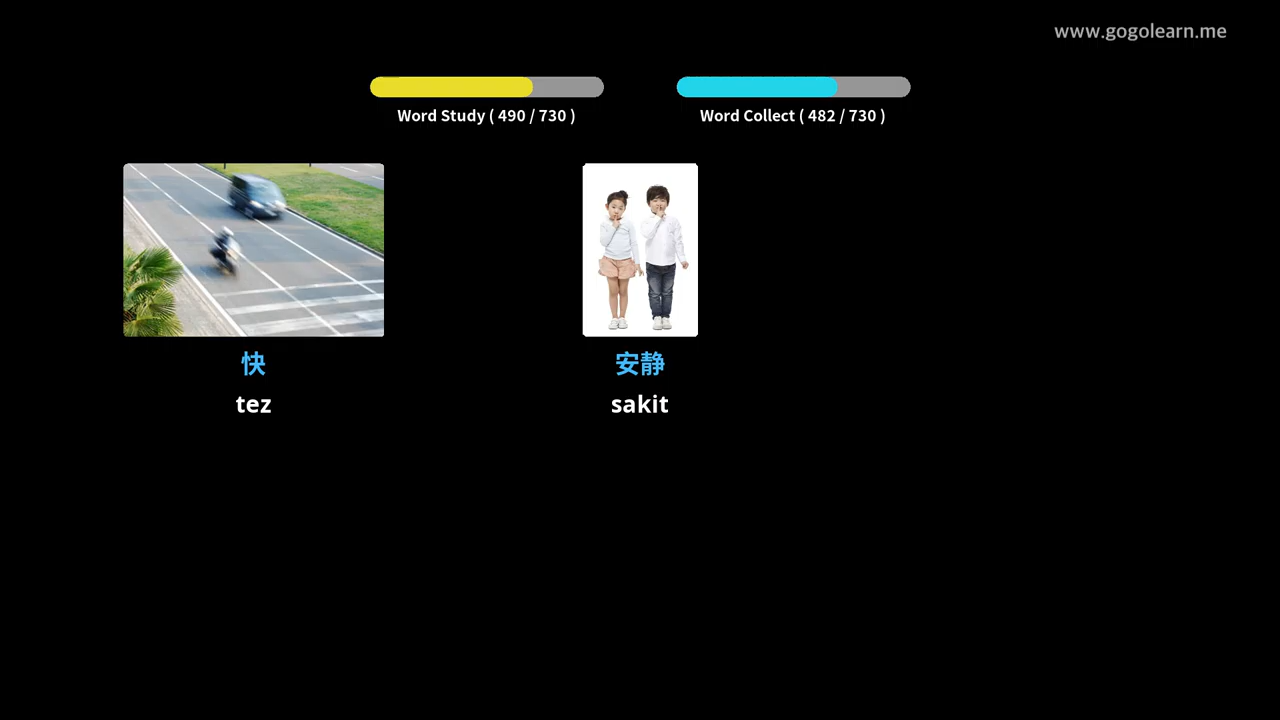 www.gogolearn.me
Word Study ( 490 / 730 )
Word Collect ( 482 / 730 )
快
tez
安静
sakit